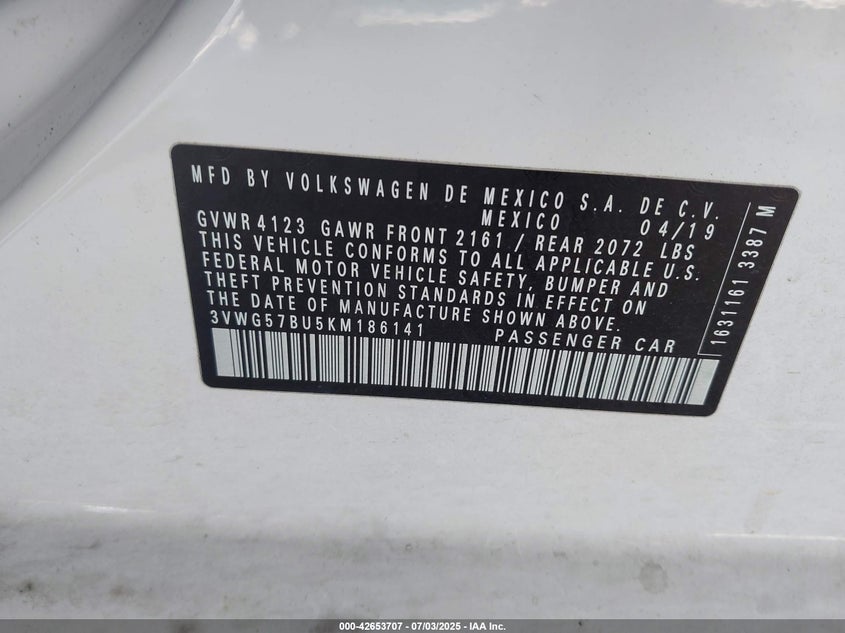 MFD BY VOLKSWAGEN DE MEXICO S.A. DE C.V.
MEXICO 04/19
GVWR 4123 GAWR FRONT 2161 / REAR 2072 LBS
THIS VEHICLE CONFORMS TO ALL APPLICABLE U.S.
FEDERAL MOTOR VEHICLE SAFETY, BUMPER AND
THEFT PREVENTION STANDARDS IN EFFECT ON
THE DATE OF MANUFACTURE SHOWN ABOVE.
3VWG57BU5KM186141 PASSENGER CAR
1631161 3387 M
000-42653707 - 07/03/2025 - IAA Inc.